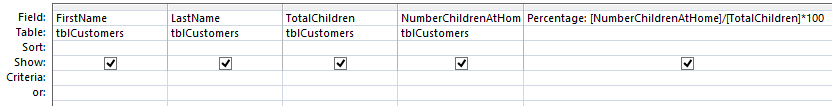 Field: FirstName LastName TotalChildren NumberChildrenAtHom Percentage: [NumberChildrenAtHome]/[TotalChildren]*100
Table: tblCustomers tblCustomers tblCustomers tblCustomers
Sort:
Show:
Criteria:
or: